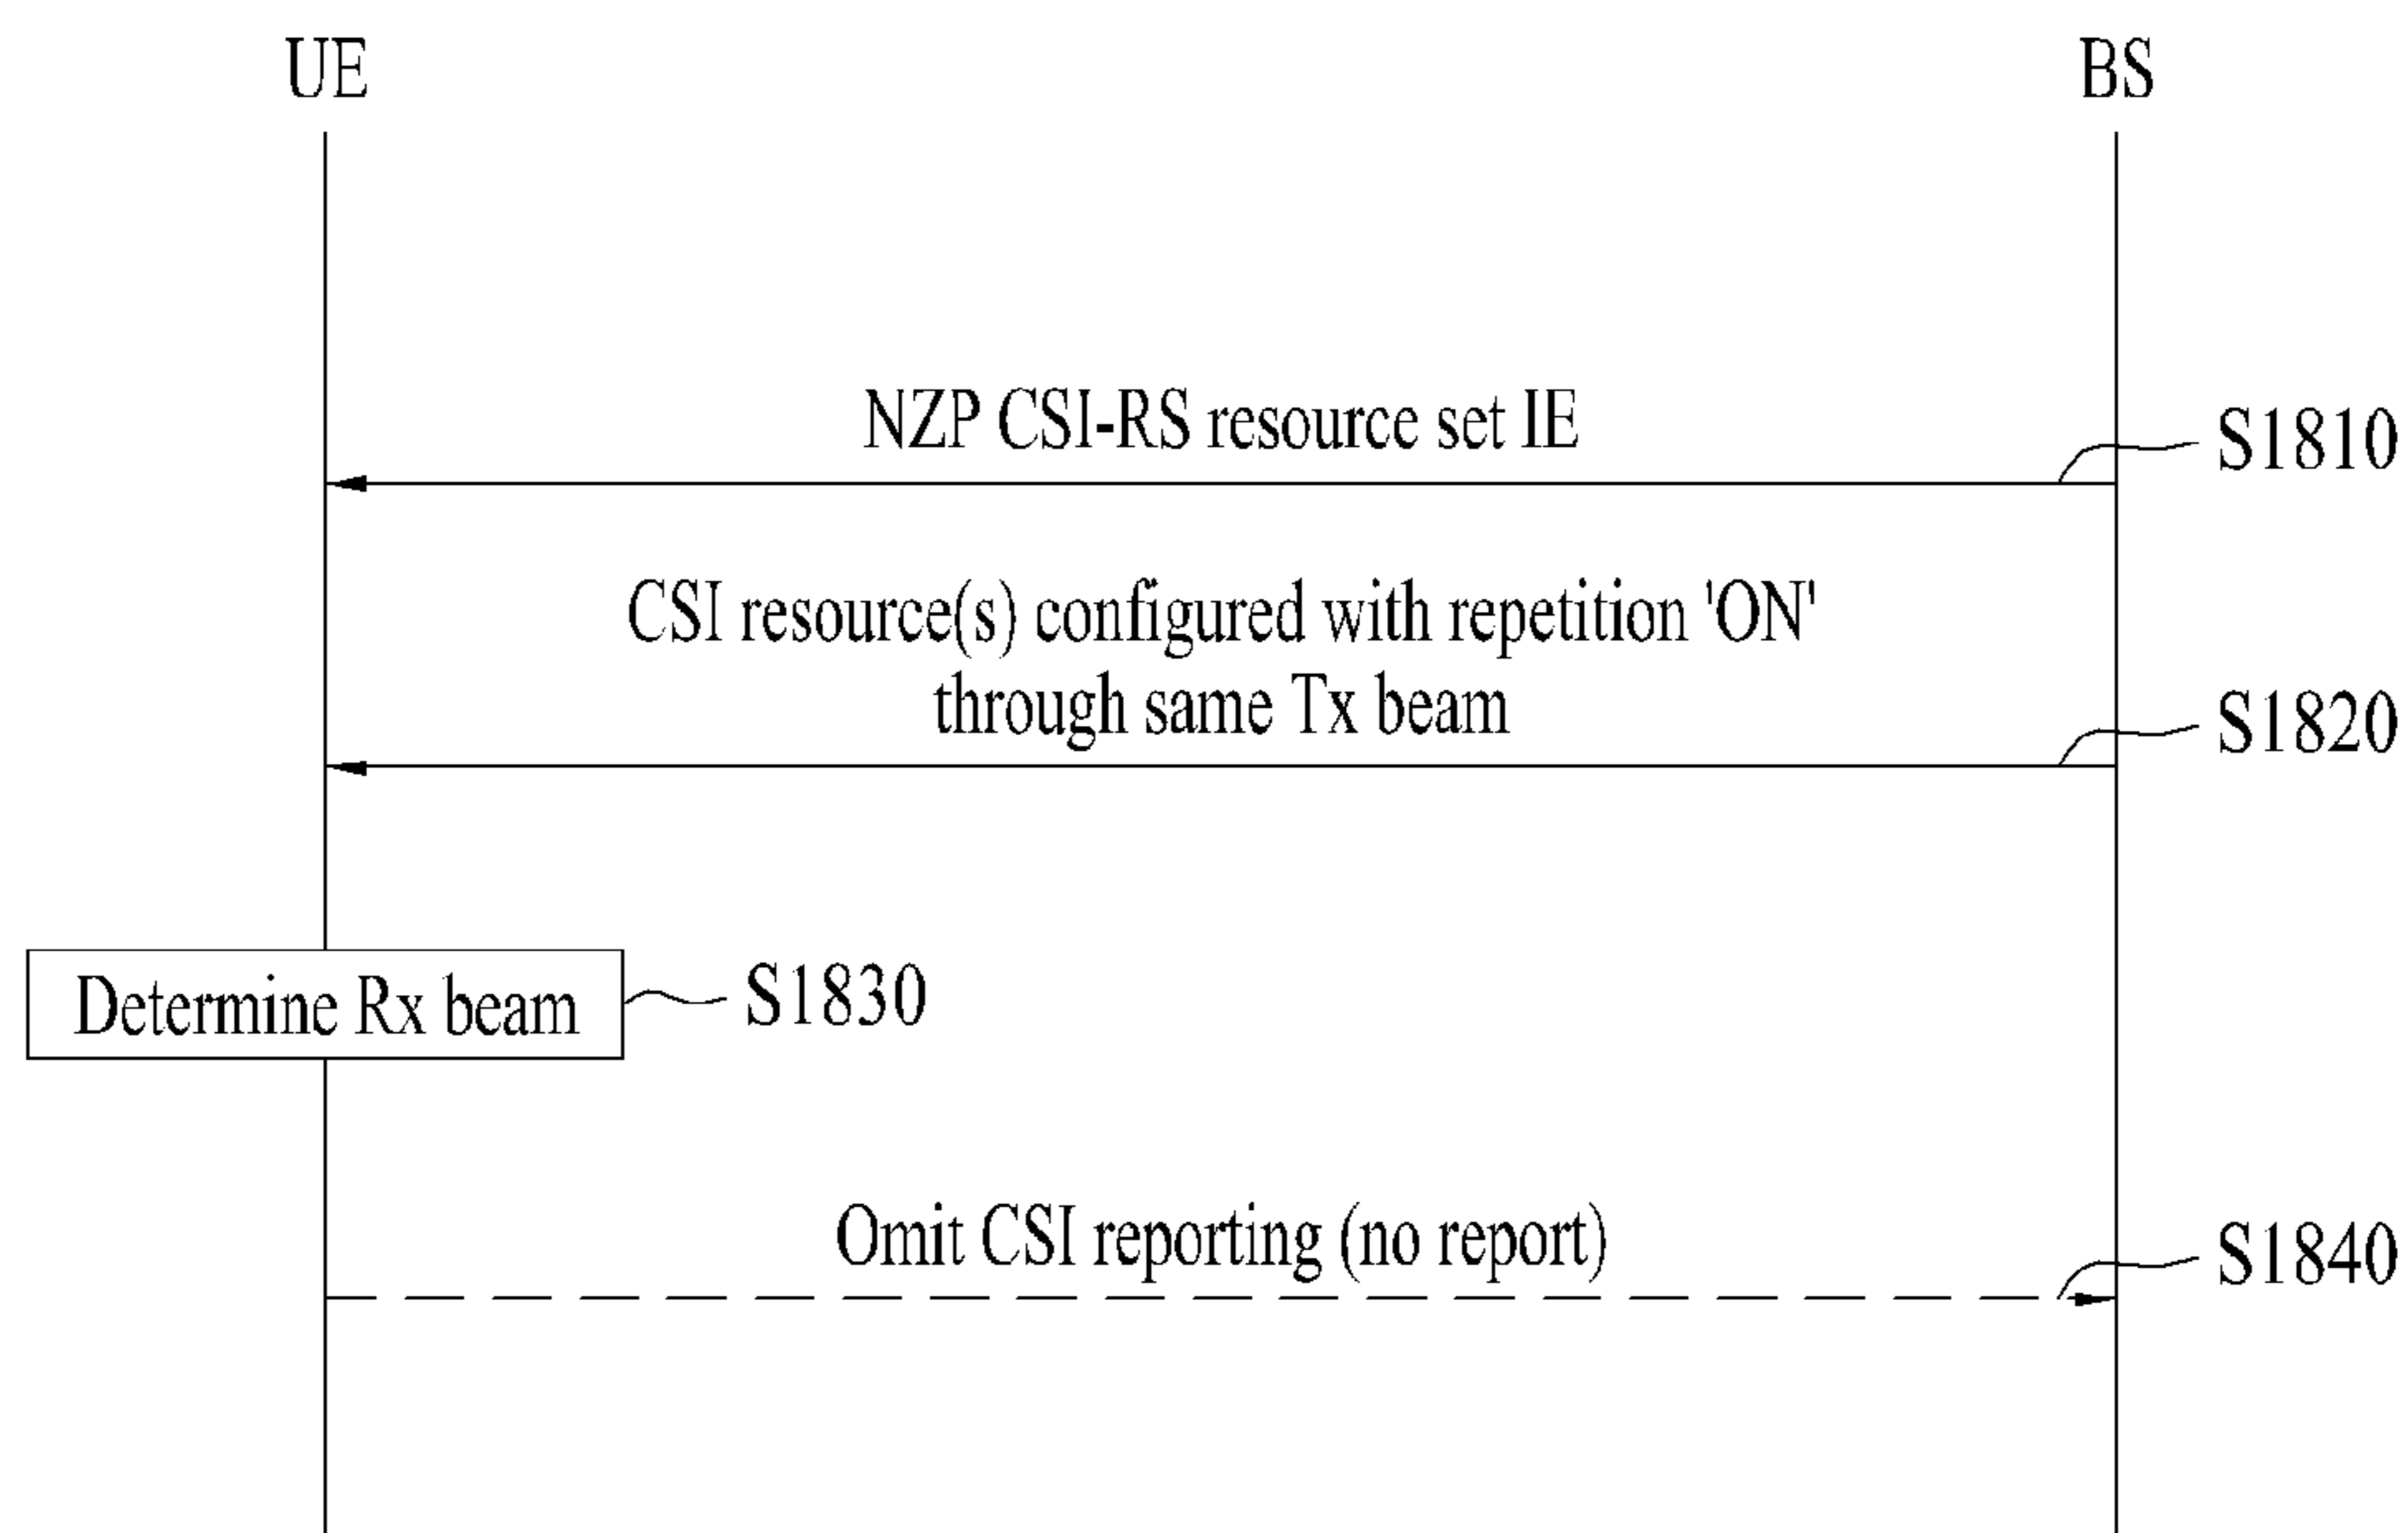 UE
BS
NZP CSI-RS resource set IE
S1810
CSI resource(s) configured with repetition 'ON'
through same Tx beam
S1820
Determine Rx beam
S1830
Omit CSI reporting (no report)
S1840